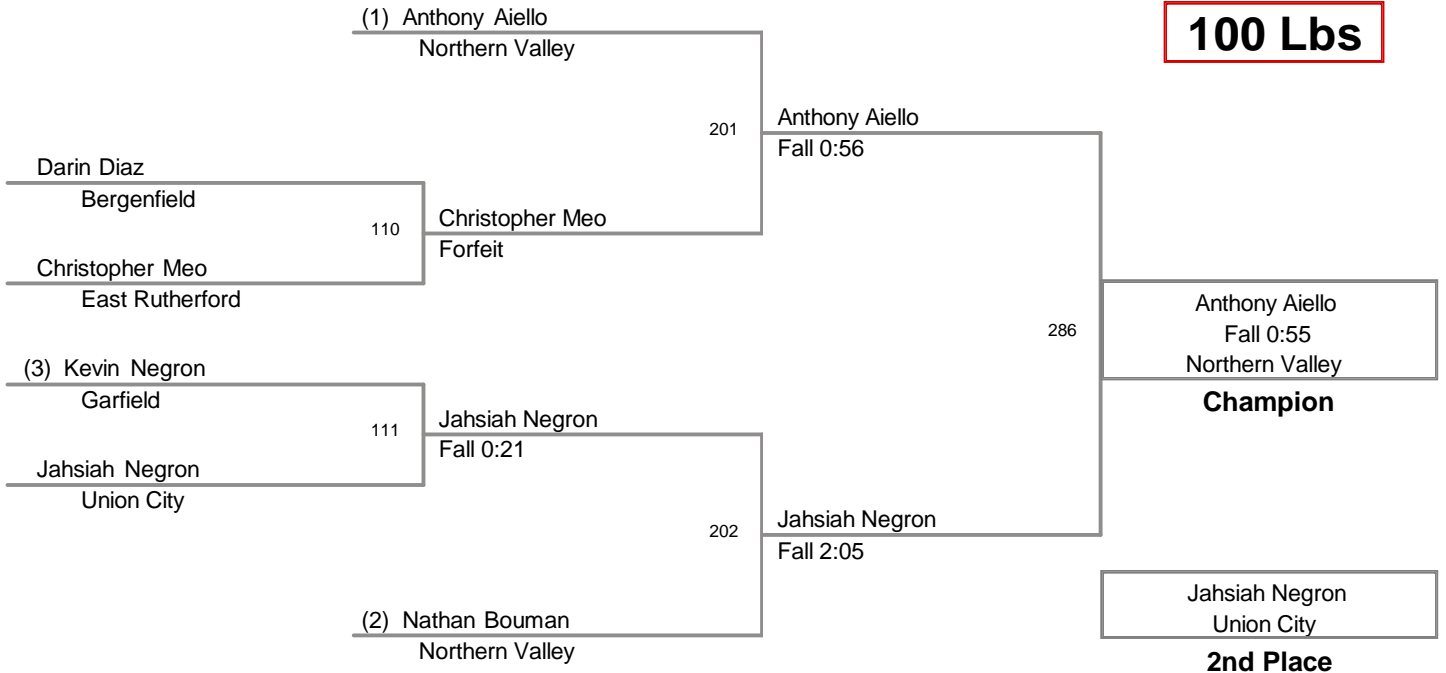 (1) Anthony Aiello
Northern Valley
100 Lbs
201
Anthony Aiello
Fall 0:56
Darin Diaz
Bergenfield
110
Christopher Meo
Forfeit
Christopher Meo
East Rutherford
286
Anthony Aiello
Fall 0:55
Northern Valley
Champion
(3) Kevin Negron
Garfield
111
Jahsiah Negron
Fall 0:21
Jahsiah Negron
Union City
202
Jahsiah Negron
Fall 2:05
(2) Nathan Bouman
Northern Valley
Jahsiah Negron
Union City
2nd Place